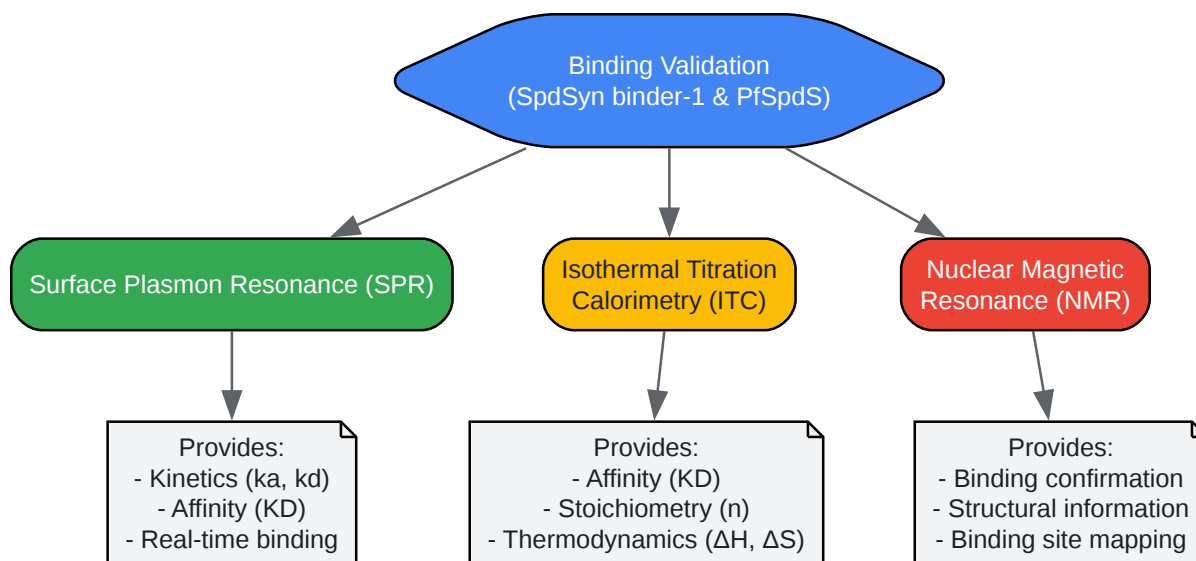 Binding Validation
(SpdSyn binder-1 & PfSpdS)
Surface Plasmon Resonance (SPR)
Isothermal Titration
Calorimetry (ITC)
Nuclear Magnetic
Resonance (NMR)
Provides:
- Kinetics (ka, kd)
- Affinity (KD)
- Real-time binding
Provides:
- Affinity (KD)
- Stoichiometry (n)
- Thermodynamics (ΔH, ΔS)
Provides:
- Binding confirmation
- Structural information
- Binding site mapping